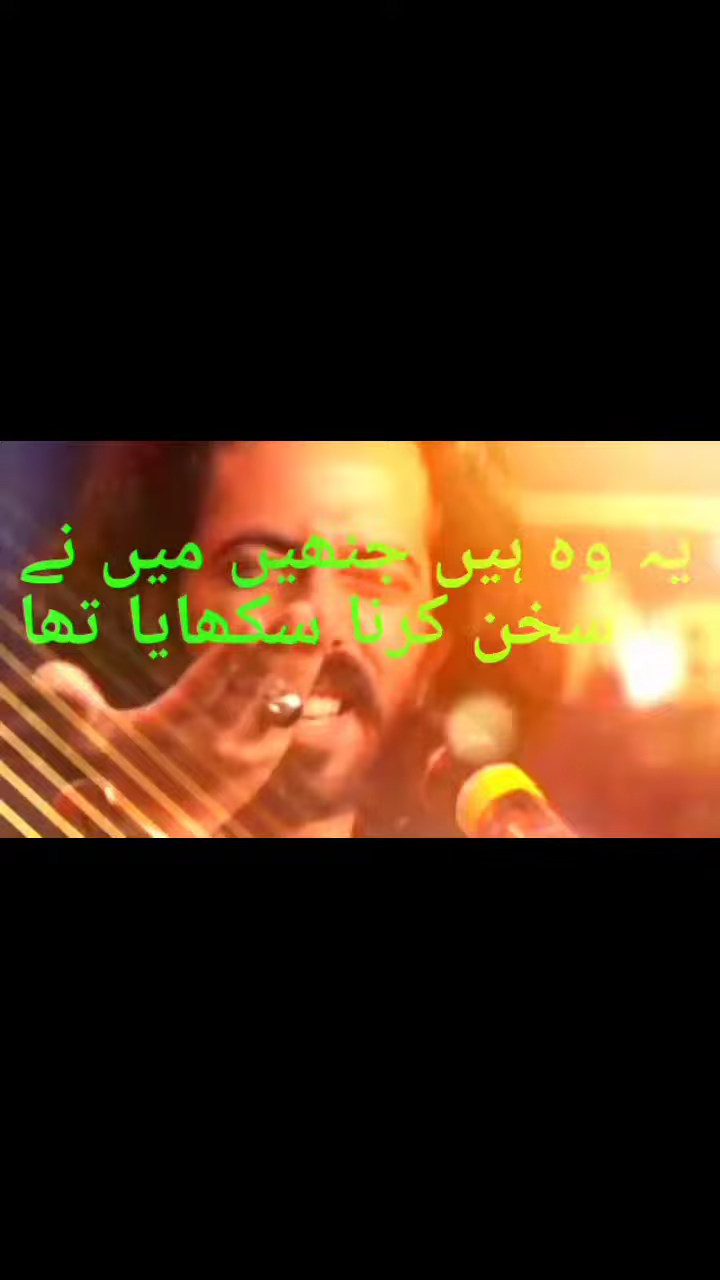 یہ وہ ہیں جنھیں میں نے
سخن کرنا سکھایا تھا